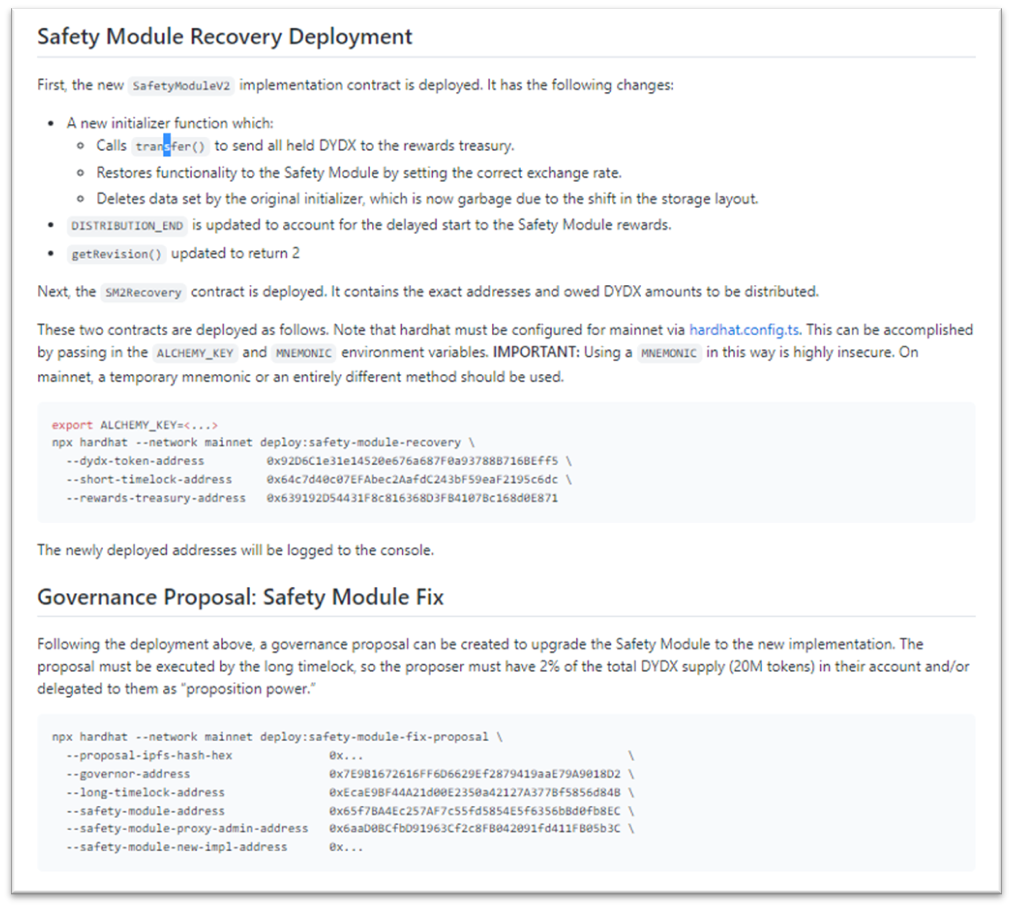 Safety Module Recovery Deployment
First, the new SafetyModuleV2 implementation contract is deployed. It has the following changes:
• A new initializer function which:
◦ Calls transfer() to send all held DYDX to the rewards treasury.
◦ Restores functionality to the Safety Module by setting the correct exchange rate.
◦ Deletes data set by the original initializer, which is now garbage due to the shift in the storage layout.
• DISTRIBUTION_END is updated to account for the delayed start to the Safety Module rewards.
• getRevision() updated to return 2
Next, the SM2Recovery contract is deployed. It contains the exact addresses and owed DYDX amounts to be distributed.
These two contracts are deployed as follows. Note that hardhat must be configured for mainnet via hardhat.config.ts. This can be accomplished
by passing in the ALCHEMY_KEY and MNEMONIC environment variables. IMPORTANT: Using a MNEMONIC in this way is highly insecure. On
mainnet, a temporary mnemonic or an entirely different method should be used.
export ALCHEMY_KEY=<...>
npx hardhat --network mainnet deploy:safety-module-recovery \
--dydx-token-address 0x92D6C1e31e14520e676a687F0a93788B716BEff5 \
--short-timelock-address 0x64c7d40c07EFAbec2AafdC243bF59eaF2195c6dc \
--rewards-treasury-address 0x639192D54431F8c816368D3FB4107Bc168d0E871
The newly deployed addresses will be logged to the console.
Governance Proposal: Safety Module Fix
Following the deployment above, a governance proposal can be created to upgrade the Safety Module to the new implementation. The
proposal must be executed by the long timelock, so the proposer must have 2% of the total DYDX supply (20M tokens) in their account and/or
delegated to them as “proposition power.”
npx hardhat --network mainnet deploy:safety-module-fix-proposal \
--proposal-ipfs-hash-hex 0x... \
--governor-address 0x7E9B1672616FF6D6629Ef2879419aaE79A9018D2 \
--long-timelock-address 0xEcaE9BF44A21d00E2350a42127A377Bf5856d84B \
--safety-module-address 0x65f7BA4Ec257AF7c55fd5854E5f6356bBd0fb8EC \
--safety-module-proxy-admin-address 0x6aaD0BCfbD91963Cf2c8FB042091fd411FB05b3C \
--safety-module-new-impl-address 0x...